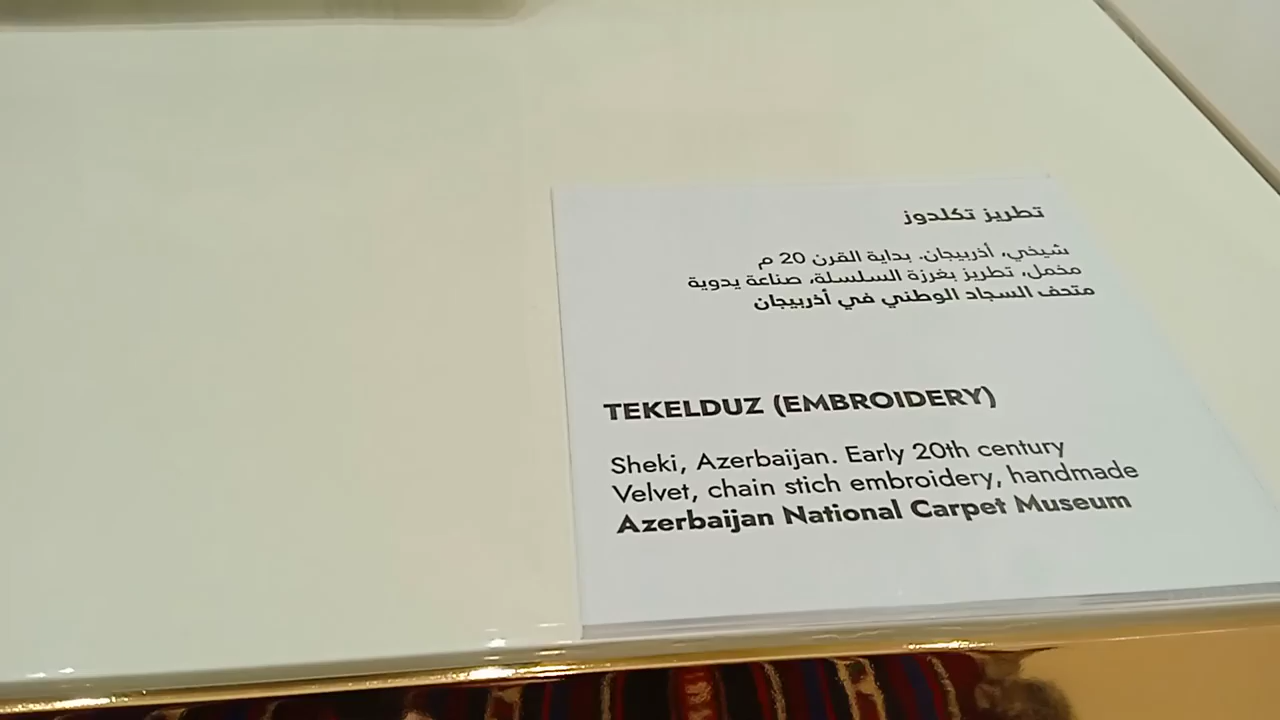 تطريز تكلدوز
شيخي، أذربيجان. بداية القرن 20 م
مخمل، تطريز بغرزة السلسلة، صناعة يدوية
متحف السجاد الوطني في أذربيجان
TEKELDUZ (EMBROIDERY)
Sheki, Azerbaijan. Early 20th century
Velvet, chain stich embroidery, handmade
Azerbaijan National Carpet Museum